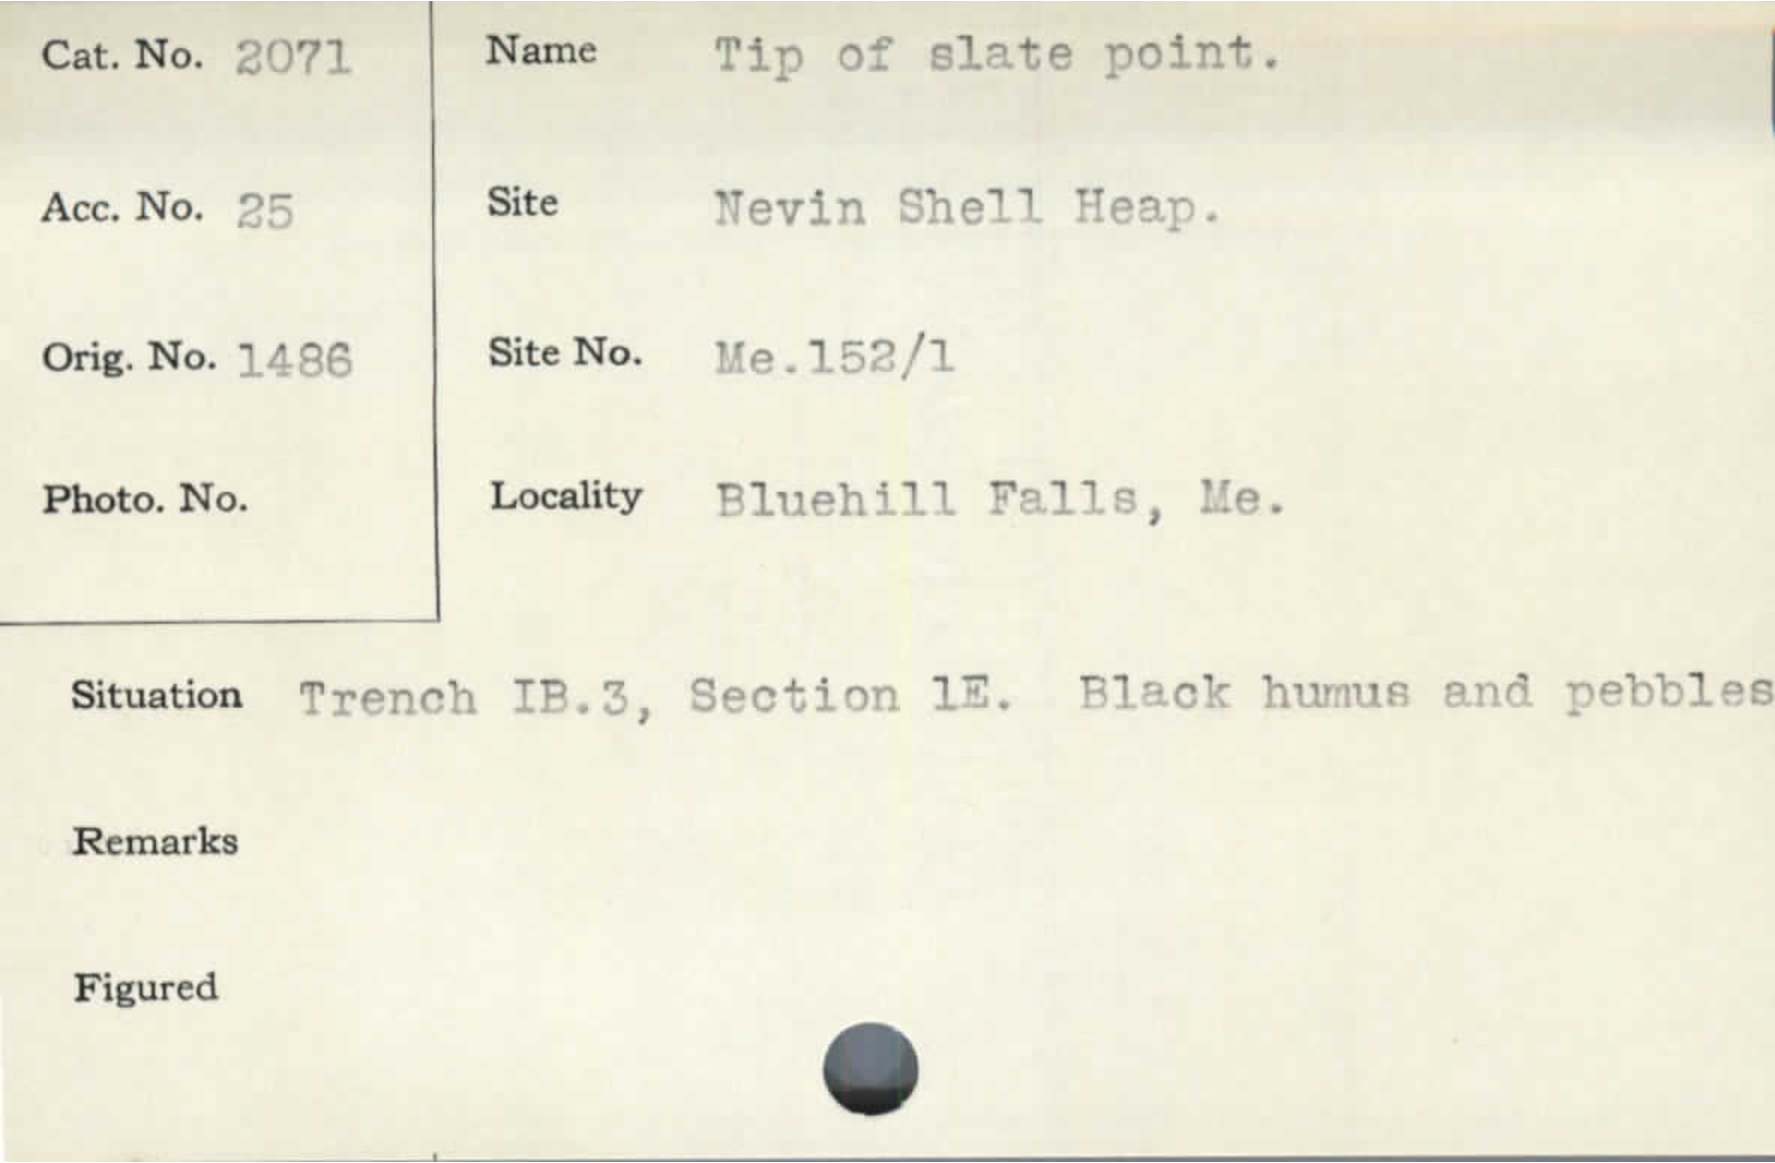 Cat. No. 2071 Name Tip of slate point.
Acc. No. 25 Site Nevin Shell Heap.
Orig. No. 1486 Site No. Me.152/1
Photo. No. Locality Bluehill Falls, Me.
Situation Trench IB.3, Section 1E. Black humus and pebbles
Remarks
Figured